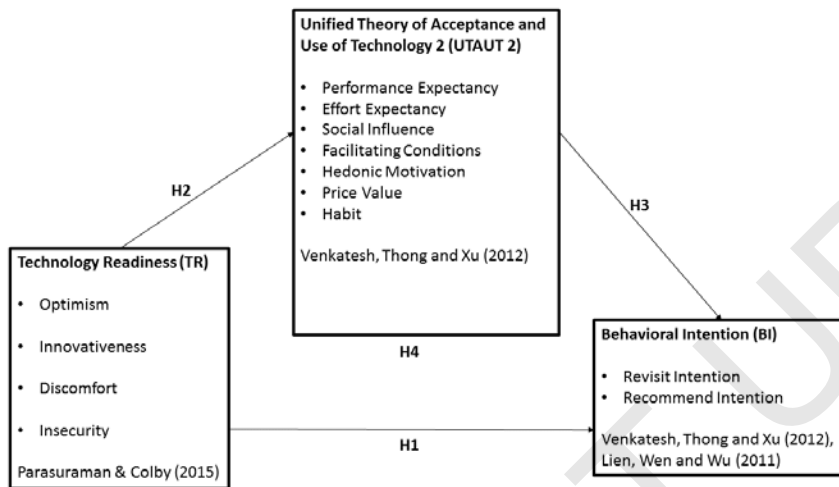 Unified Theory of Acceptance and
Use of Technology 2 (UTAUT 2)
• Performance Expectancy
• Effort Expectancy
• Social Influence
• Facilitating Conditions
• Hedonic Motivation
• Price Value
• Habit
Venkatesh, Thong and Xu (2012)
H2
H3
Technology Readiness (TR)
• Optimism
• Innovativeness
• Discomfort
• Insecurity
Parasuraman & Colby (2015)
H4
Behavioral Intention (BI)
• Revisit Intention
• Recommend Intention
Venkatesh, Thong and Xu (2012),
Lien, Wen and Wu (2011)
H1